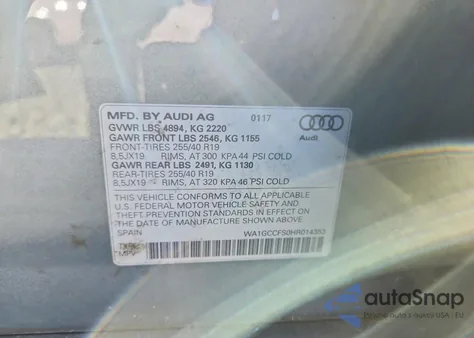 MFD. BY AUDI AG 0117
GVWR LBS 4894, KG 2220
GAWR FRONT LBS 2546, KG 1155
FRONT-TIRES 255/40 R19
8,5JX19 RIMS, AT 300 KPA 44 PSI COLD
GAWR REAR LBS 2491, KG 1130
REAR-TIRES 255/40 R19
8,5JX19 RIMS, AT 320 KPA 46 PSI COLD
Audi
THIS VEHICLE CONFORMS TO ALL APPLICABLE
U.S. FEDERAL MOTOR VEHICLE SAFETY AND
THEFT PREVENTION STANDARDS IN EFFECT ON
THE DATE OF MANUFACTURE SHOWN ABOVE
SPAIN WA1GCCFS0HR014353
MPV
autoSnap